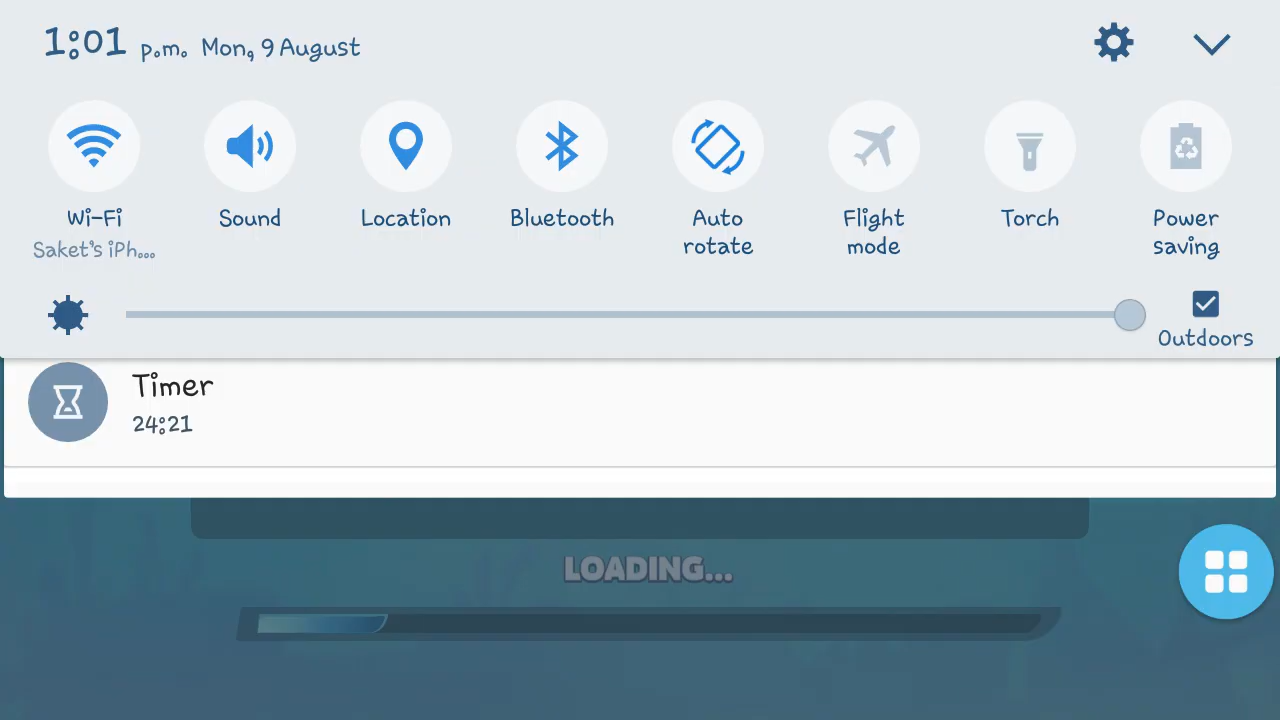 1:01 p.m. Mon, 9 August
Wi-Fi
Saket's iPh...
Sound
Location
Bluetooth
Auto
rotate
Flight
mode
Torch
Power
saving
Outdoors
Timer
24:21
LOADING...